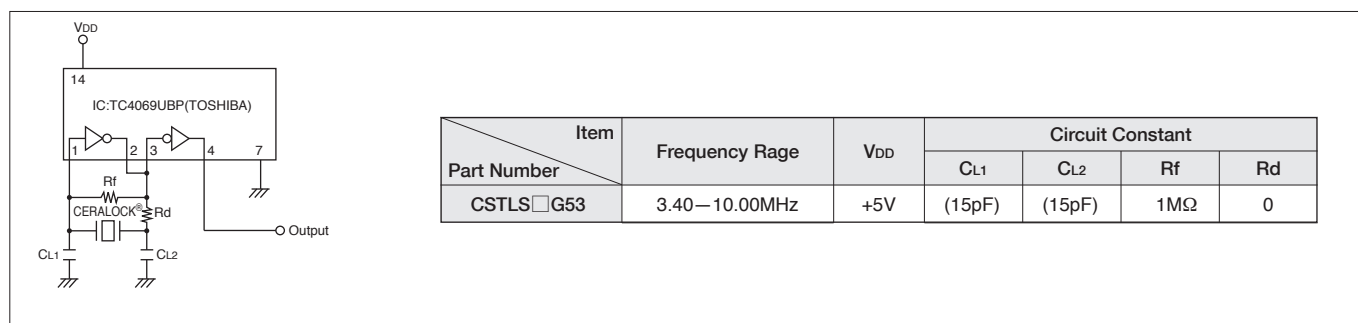 VDD
14
IC:TC4069UBP(TOSHIBA)
1 2 3 4 7
Rf
CERALOCK® Rd
Output
CL1 CL2
Item
Part Number
Frequency Rage
VDD
Circuit Constant
CL1 CL2 Rf Rd
CSTLS□G53 3.40—10.00MHz +5V (15pF) (15pF) 1MΩ 0